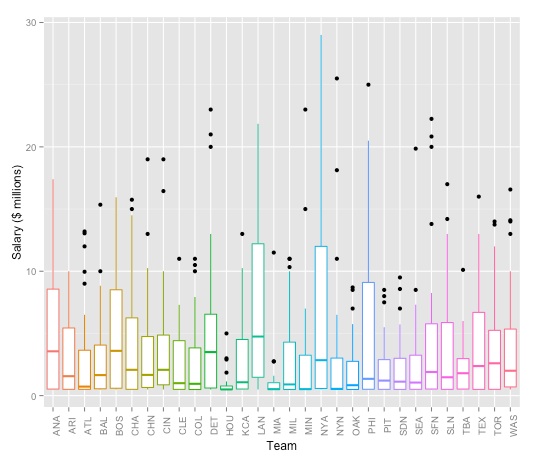 Salary ($ millions)
30
20
10
0
ANA ARI ATL BAL BOS CHA CHN CIN CLE COL DET HOU KCA LAN MIA MIL MIN NYA NYN OAK PHI PIT SDN SEA SFN SLN TBA TEX TOR WAS
Team